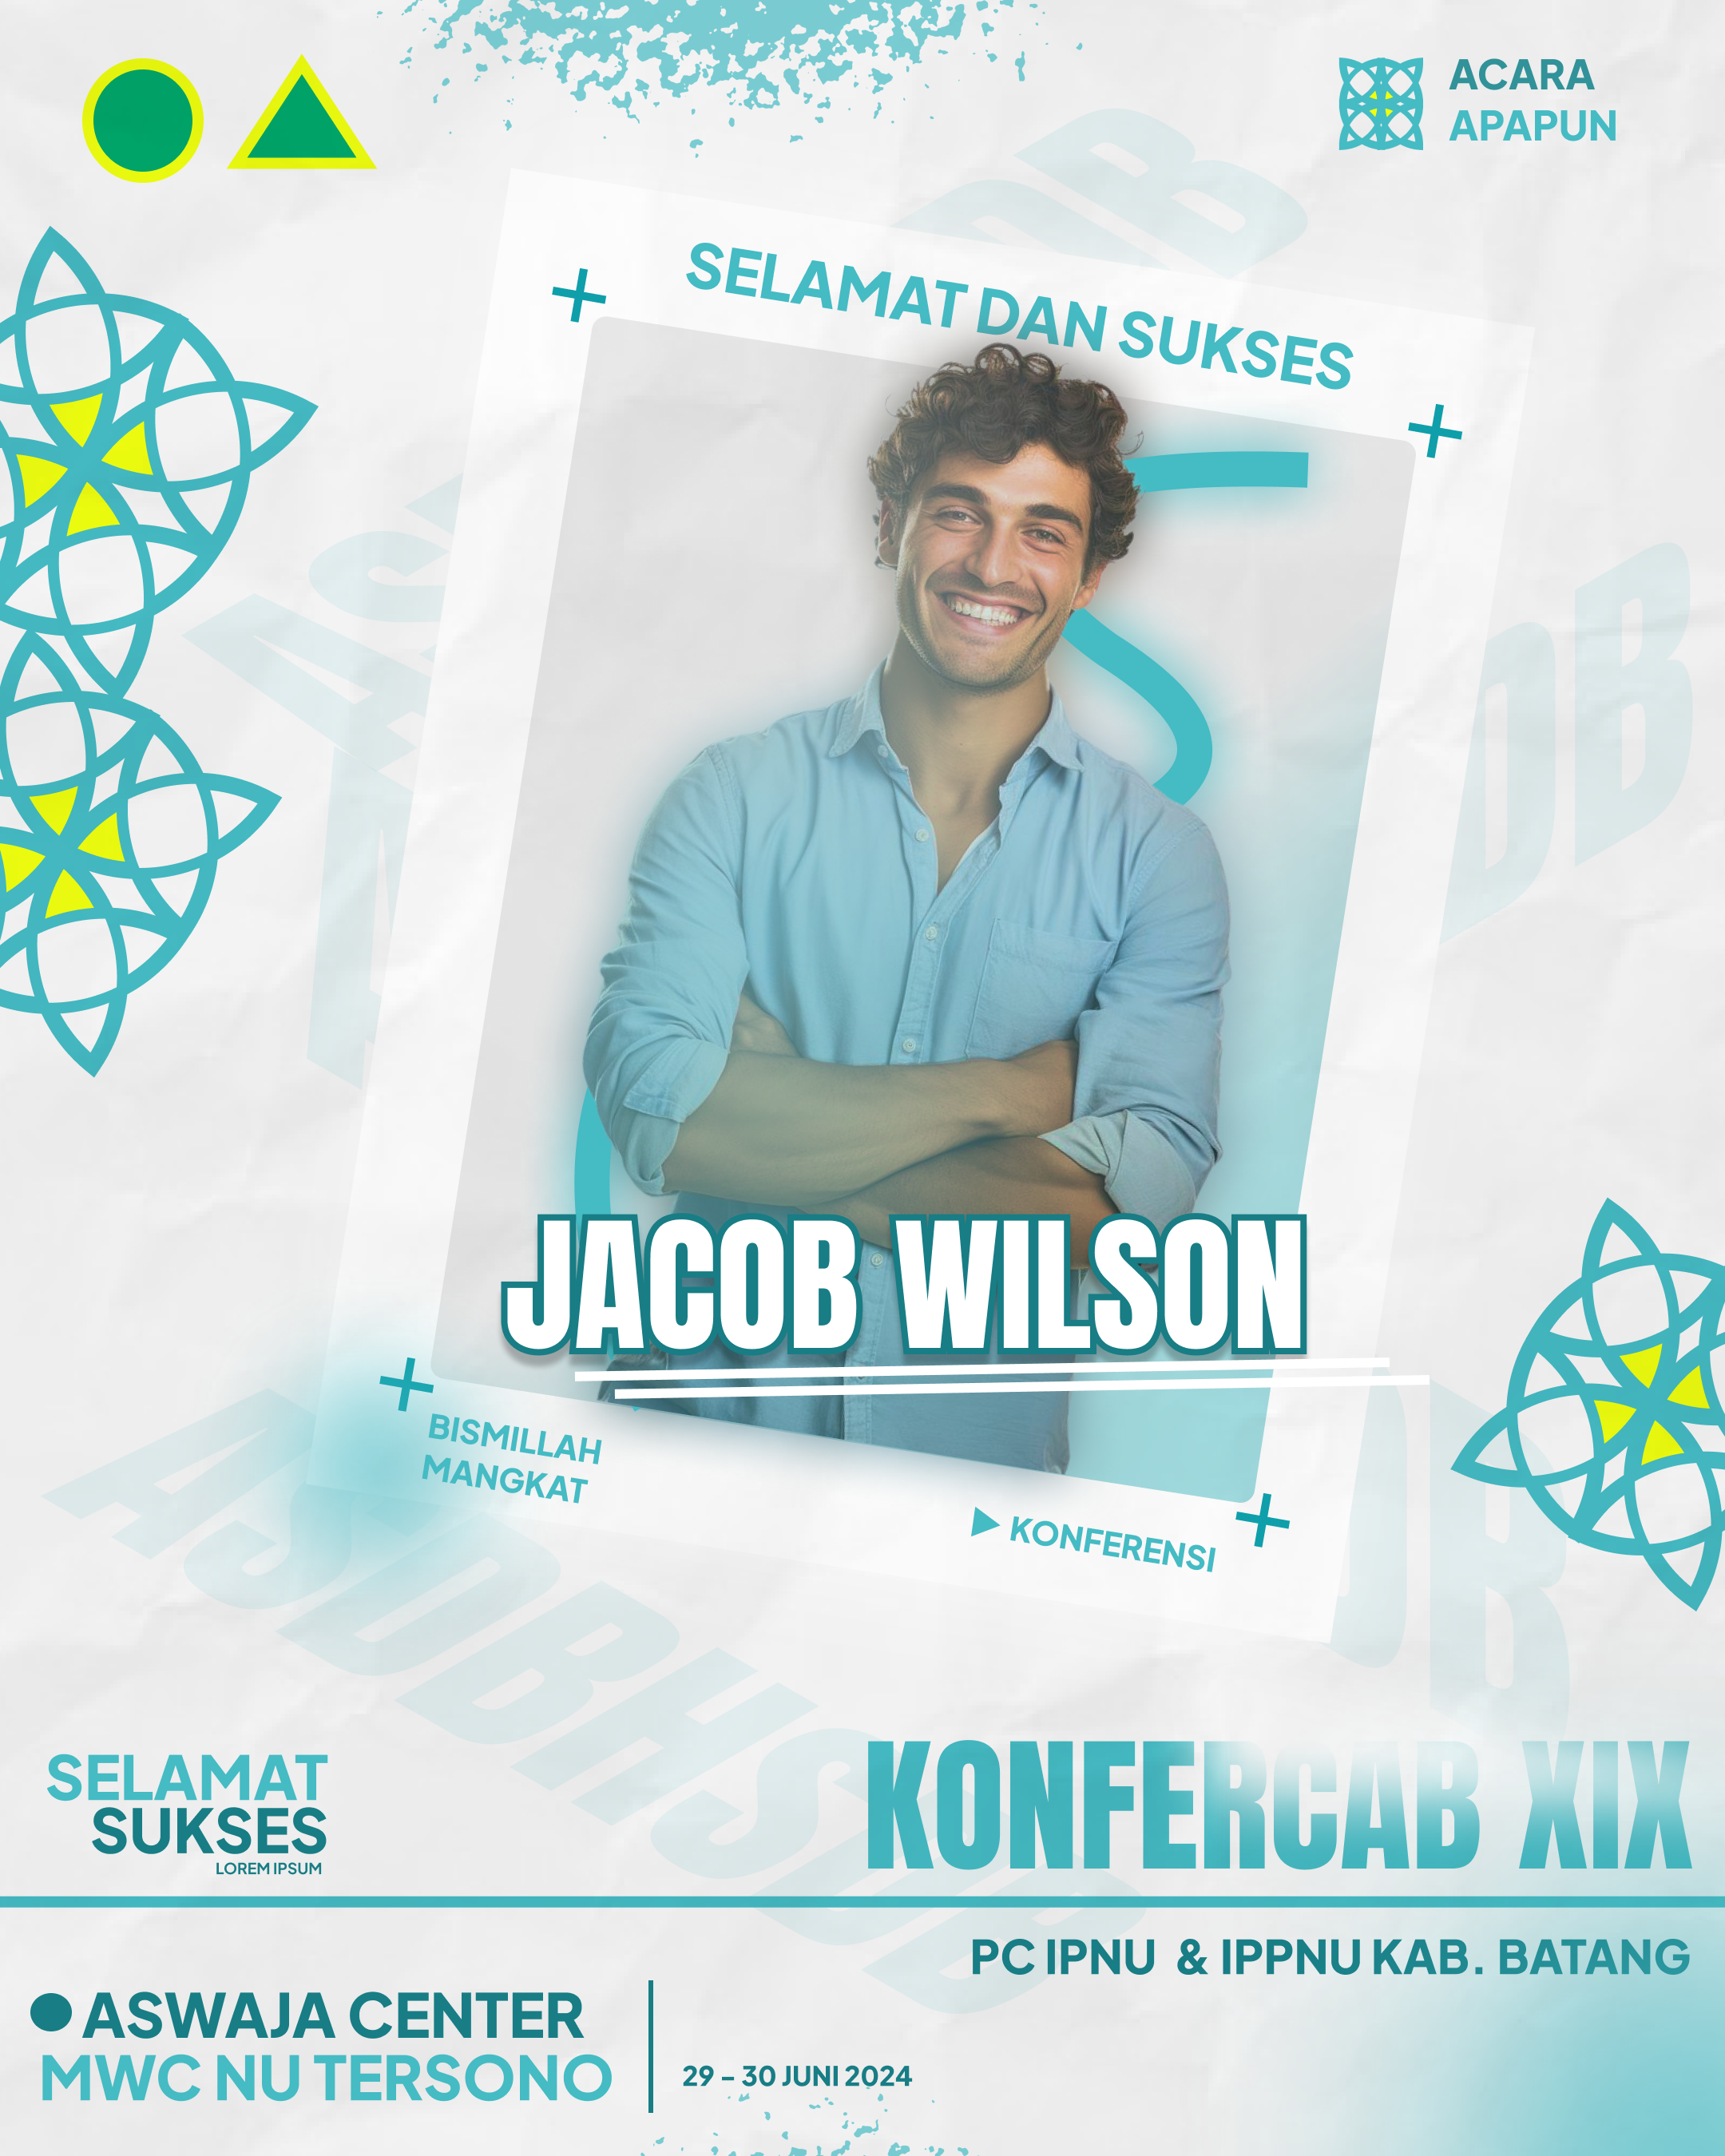 ACARA
APAPUN
SELAMAT DAN SUKSES
JACOB WILSON
BISMILLAH
MANGKAT
KONFERENSI
SELAMAT
SUKSES
LOREM IPSUM
KONFERCAB XIX
PC IPNU & IPPNU KAB. BATANG
ASWAJA CENTER
MWC NU TERSONO
29 – 30 JUNI 2024